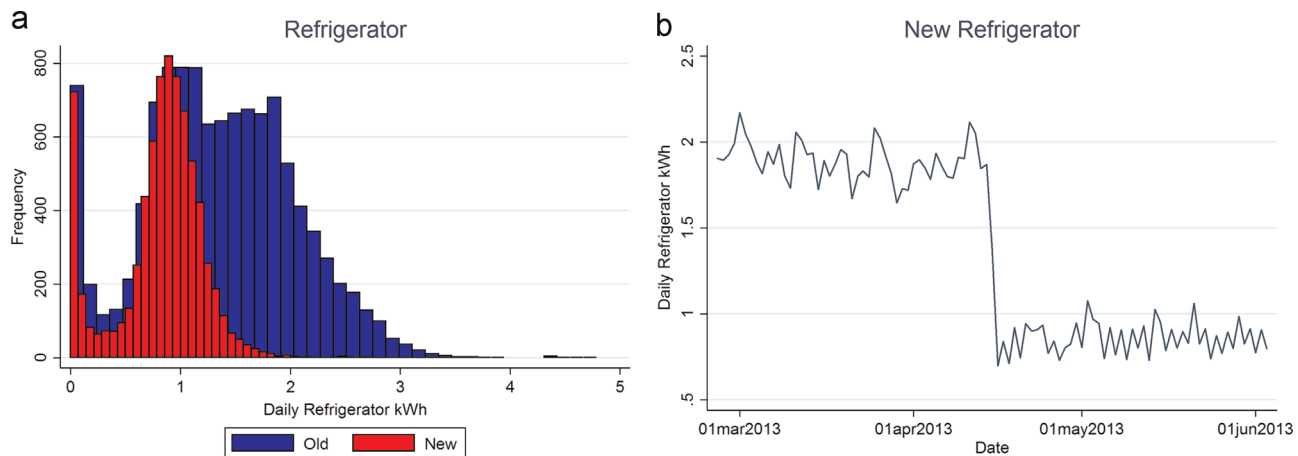 a
Refrigerator
Frequency
800
600
400
200
0
0 1 2 3 4 5
Daily Refrigerator kWh
Old New
b
New Refrigerator
Daily Refrigerator kWh
2.5
2
1.5
1
.5
01mar2013 01apr2013 01may2013 01jun2013
Date